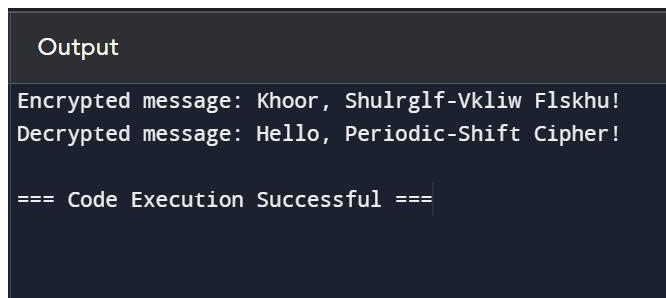 Output
Encrypted message: Khoor, Shulrglf-Vkliw Flskhu!
Decrypted message: Hello, Periodic-Shift Cipher!
=== Code Execution Successful ===